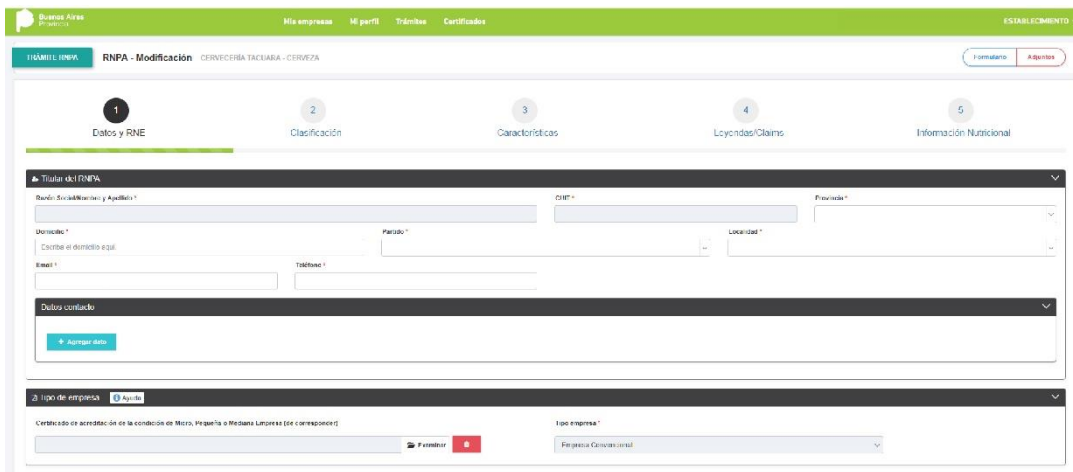 Buenos Aires
Provincia
Mis empresas Mi perfil Trámites Certificados
ESTABLECIMIENTO
TRÁMITE RNPA
RNPA - Modificación CERVECERÍA TACUARA - CERVEZA
Formulario Adjuntos
1 2 3 4 5
Datos y RNE Clasificación Características Leyendas/Claims Información Nutricional
Titular del RNPA
Razón Social/Nombre y Apellido * CUIT * Provincia *
Domicilio * Partido * Localidad *
Escriba el domicilio aquí
Email * Teléfono *
Datos contacto
+ Agregar dato
Tipo de empresa Ayuda
Certificado de acreditación de la condición de Micro, Pequeña o Mediana Empresa (de corresponder) Tipo empresa *
Examinar Empresa Convencional